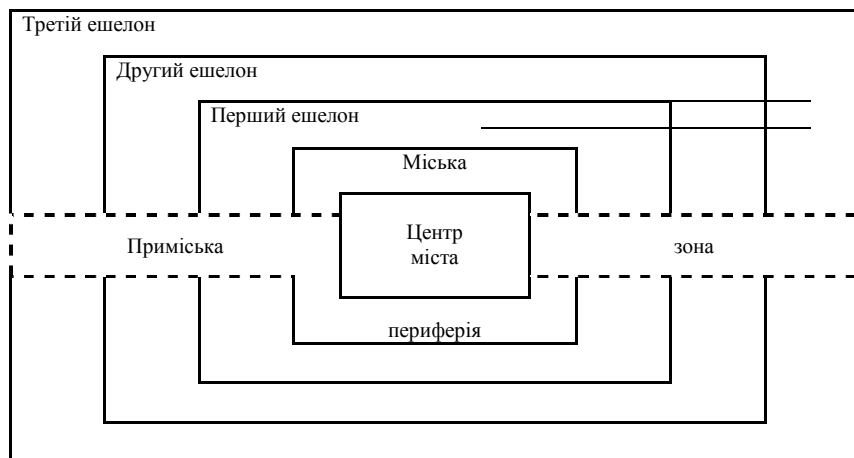 Третій ешелон
Другий ешелон
Перший ешелон
Міська
Центр
міста
Приміська
зона
периферія